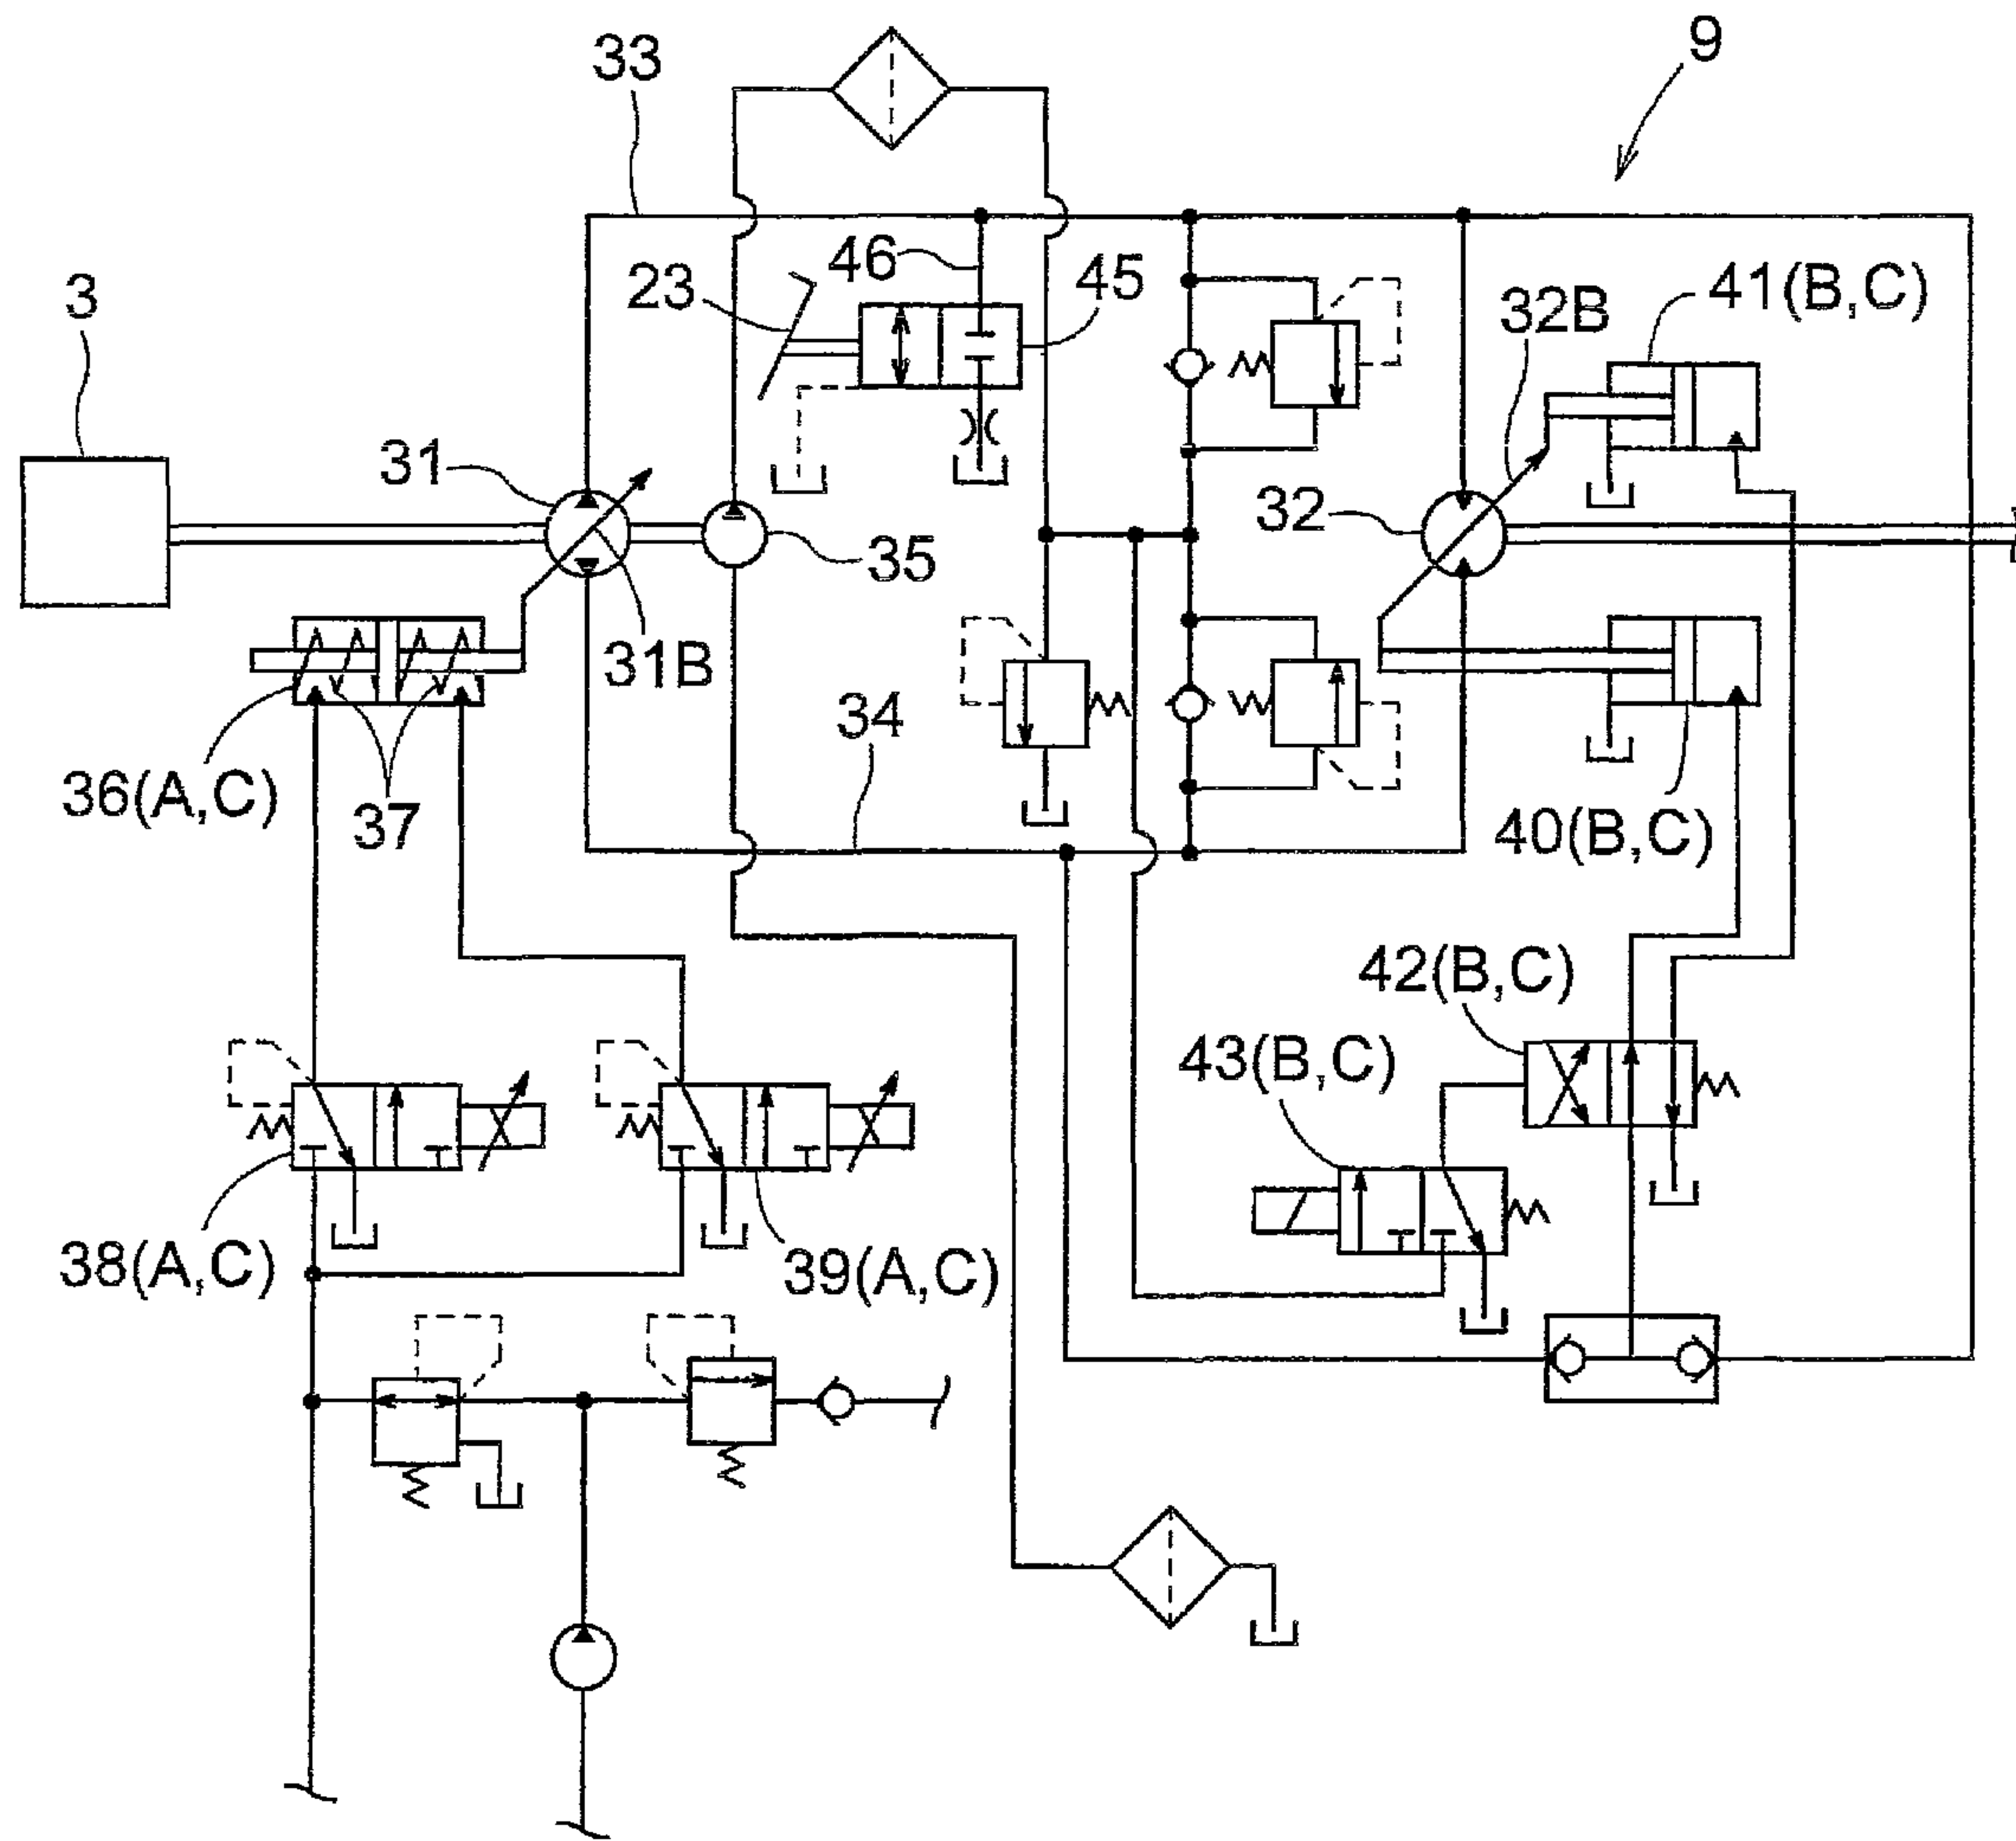 9
33
46
45
23
3
41(B,C)
32B
31
32
35
31B
34
36(A,C)
37
40(B,C)
42(B,C)
43(B,C)
38(A,C)
39(A,C)